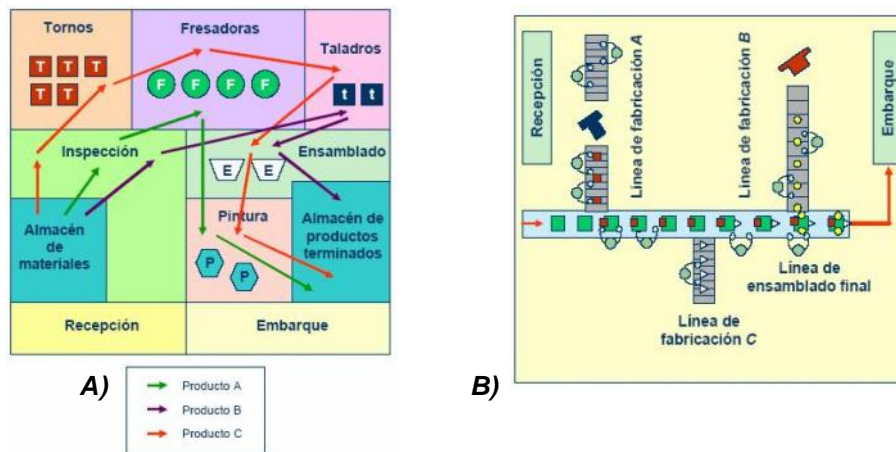 Tornos
Fresadoras
Taladros
T T T
T T
F F F F
t t
Inspección
Ensamblado
E E
Almacén
de
materiales
Pintura
Almacén de
productos
terminados
P
P
Recepción
Embarque
A)
Producto A
Producto B
Producto C
Recepción
Línea de fabricación A
Línea de fabricación B
Embarque
Línea de
ensamblado final
Línea de
fabricación C
B)